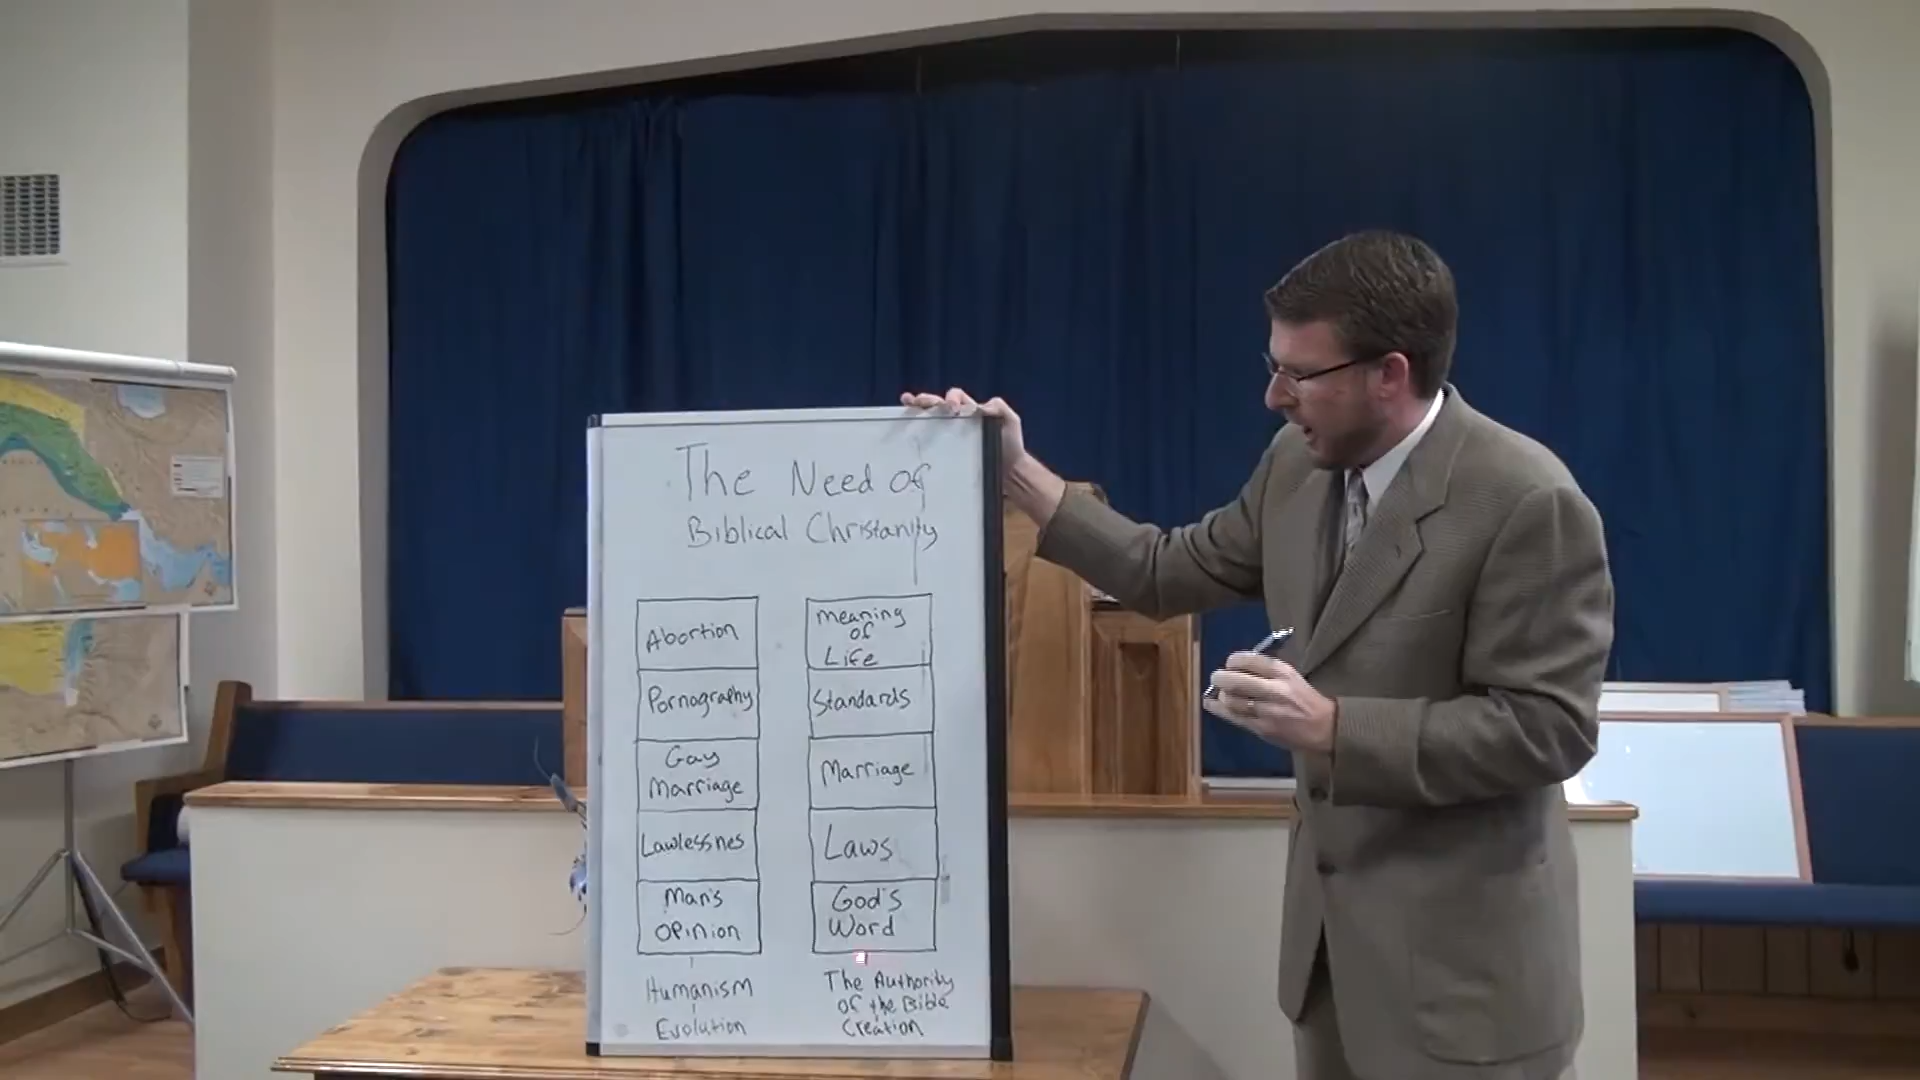 The Need of
Biblical Christanity
Abortion
Pornography
Gay
Marriage
Lawlessnes
Man's
Opinion
Humanism
Evolution
Meaning
of
Life
Standards
Marriage
Laws
God's
Word
The Authority
of the Bible
Creation